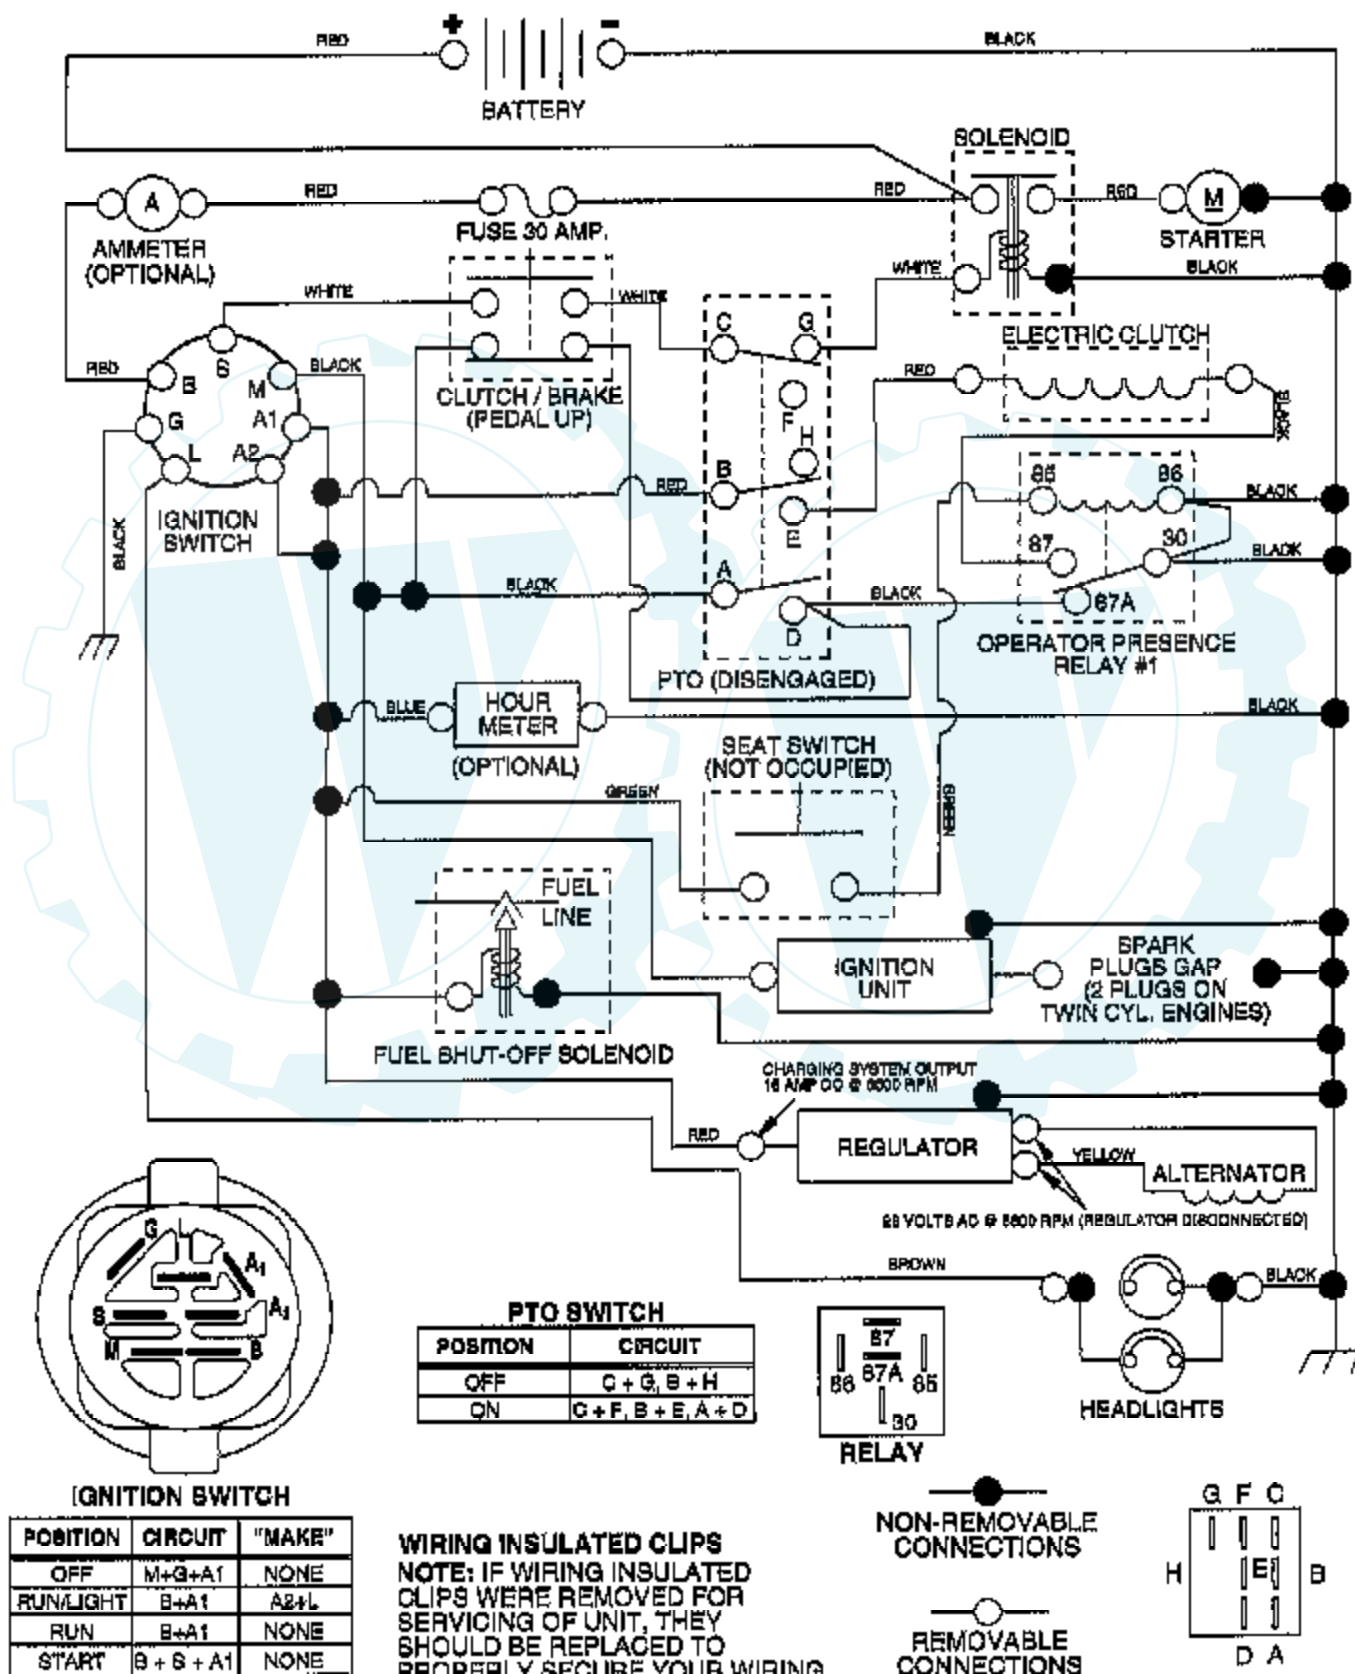 + -
RED
BLACK
BATTERY
SOLENOID
A
RED
RED
RED
M
FUSE 30 AMP.
STARTER
AMMETER
(OPTIONAL)
WHITE
BLACK
WHITE
WHITE
C G
ELECTRIC CLUTCH
S
RED
B
M
BLACK
RED
CLUTCH / BRAKE
(PEDAL UP)
BLACK
G
A1
F
L
A2
H
B
85 86
RED
BLACK
IGNITION
SWITCH
BLACK
E
87 30
BLACK
A
BLACK
BLACK
87A
D
OPERATOR PRESENCE
RELAY #1
PTO (DISENGAGED)
BLUE
HOUR
METER
BLACK
(OPTIONAL)
SEAT SWITCH
(NOT OCCUPIED)
GREEN
GREEN
FUEL
LINE
IGNITION
UNIT
SPARK
PLUGS GAP
(2 PLUGS ON
TWIN CYL. ENGINES)
FUEL SHUT-OFF SOLENOID
CHARGING SYSTEM OUTPUT
RED
REGULATOR
YELLOW
ALTERNATOR
(REGULATOR DISCONNECTED)
BROWN
BLACK
G L
A1
S
A2
M B
PTO SWITCH
POSITION CIRCUIT
OFF C + G, B + H
ON C + F, B + E, A + D
87
86 87A 85
30
RELAY
HEADLIGHTS
IGNITION SWITCH
POSITION CIRCUIT "MAKE"
OFF M+G+A1 NONE
RUN/LIGHT B+A1 A2+L
RUN B+A1 NONE
START B + S + A1 NONE
WIRING INSULATED CLIPS
NOTE: IF WIRING INSULATED
CLIPS WERE REMOVED FOR
SERVICING OF UNIT, THEY
SHOULD BE REPLACED TO
PROPERLY SECURE YOUR WIRING
NON-REMOVABLE
CONNECTIONS
REMOVABLE
CONNECTIONS
G F C
H E B
D A